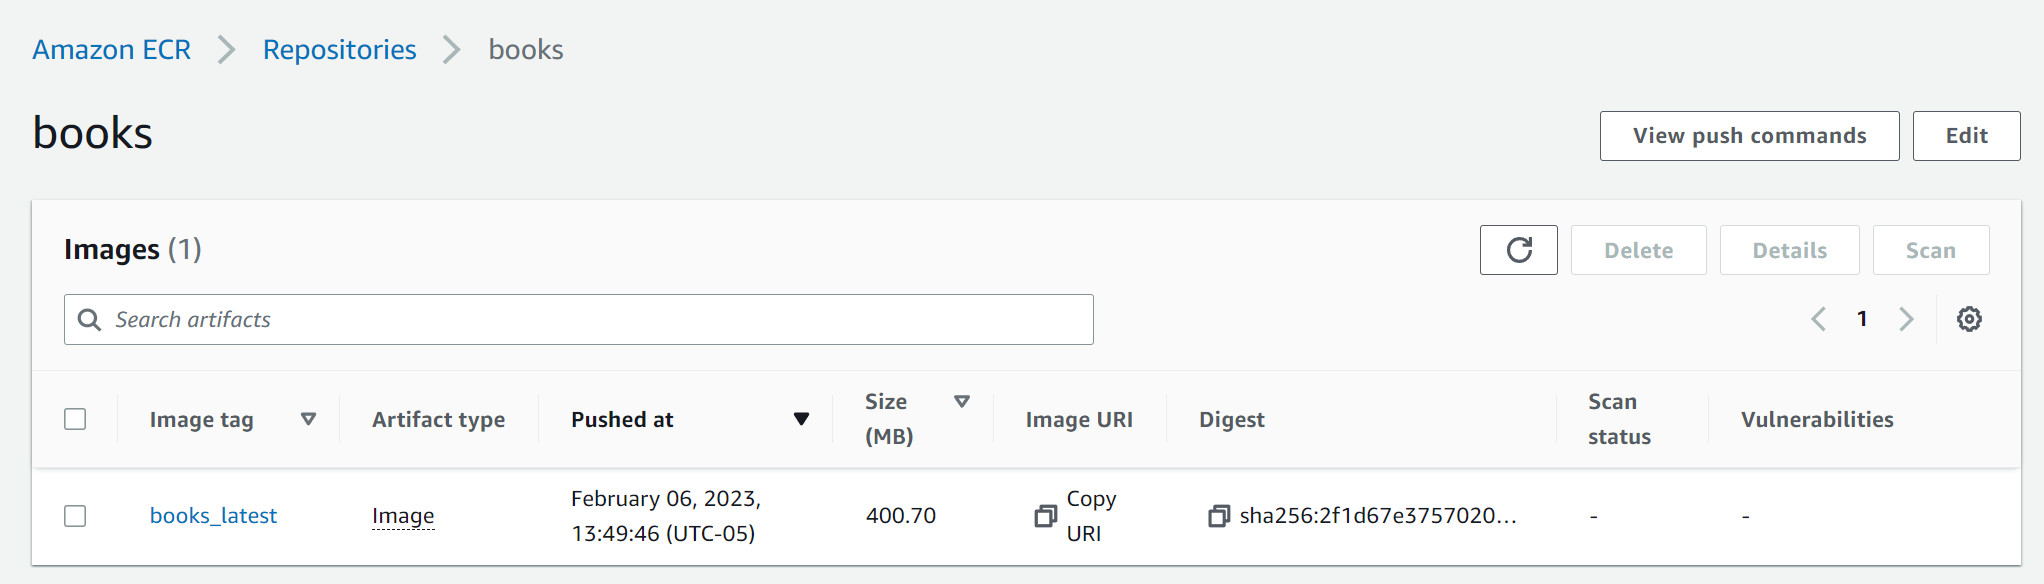 Amazon ECR Repositories books
books
View push commands Edit
Images (1)
Delete Details Scan
Search artifacts
1
Image tag Artifact type Pushed at Size (MB) Image URI Digest Scan status Vulnerabilities
books_latest Image February 06, 2023, 13:49:46 (UTC-05) 400.70 Copy URI sha256:2f1d67e3757020... - -